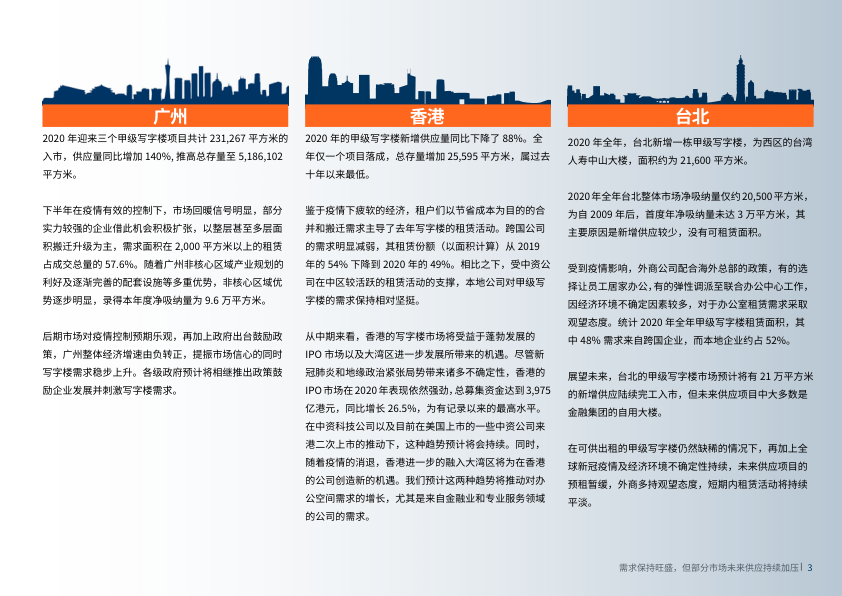 广州
2020 年迎来三个甲级写字楼项目共计 231,267 平方米的
入市，供应量同比增加 140%, 推高总存量至 5,186,102
平方米。
下半年在疫情有效的控制下，市场回暖信号明显，部分
实力较强的企业借此机会积极扩张，以整层甚至多层面
积搬迁升级为主，需求面积在 2,000 平方米以上的租赁
占成交总量的 57.6%。随着广州非核心区域产业规划的
利好及逐渐完善的配套设施等多重优势，非核心区域优
势逐步明显，录得本年度净吸纳量为 9.6 万平方米。
后期市场对疫情控制预期乐观，再加上政府出台鼓励政
策，广州整体经济增速由负转正，提振市场信心的同时
写字楼需求稳步上升。各级政府预计将相继推出政策鼓
励企业发展并刺激写字楼需求。
香港
2020 年的甲级写字楼新增供应量同比下降了 88%。全
年仅一个项目落成，总存量增加 25,595 平方米，属过去
十年以来最低。
鉴于疫情下疲软的经济，租户们以节省成本为目的的合
并和搬迁需求主导了去年写字楼的租赁活动。跨国公司
的需求明显减弱，其租赁份额（以面积计算）从 2019
年的 54% 下降到 2020 年的 49%。相比之下，受中资公
司在中区较活跃的租赁活动的支撑，本地公司对甲级写
字楼的需求保持相对坚挺。
从中期来看，香港的写字楼市场将受益于蓬勃发展的
IPO 市场以及大湾区进一步发展所带来的机遇。尽管新
冠肺炎和地缘政治紧张局势带来诸多不确定性，香港的
IPO 市场在 2020 年表现依然强劲，总募集资金达到 3,975
亿港元，同比增长 26.5%，为有记录以来的最高水平。
在中资科技公司以及目前在美国上市的一些中资公司来
港二次上市的推动下，这种趋势预计将会持续。同时，
随着疫情的消退，香港进一步的融入大湾区将为在香港
的公司创造新的机遇。我们预计这两种趋势将推动对办
公空间需求的增长，尤其是来自金融业和专业服务领域
的公司的需求。
台北
2020 年全年，台北新增一栋甲级写字楼，为西区的台湾
人寿中山大楼，面积约为 21,600 平方米。
2020 年全年台北整体市场净吸纳量仅约 20,500 平方米，
为自 2009 年后，首度年净吸纳量未达 3 万平方米，其
主要原因是新增供应较少，没有可租赁面积。
受到疫情影响，外商公司配合海外总部的政策，有的选
择让员工居家办公，有的弹性调派至联合办公中心工作，
因经济环境不确定因素较多，对于办公室租赁需求采取
观望态度。统计 2020 年全年甲级写字楼租赁面积，其
中 48% 需求来自跨国企业，而本地企业约占 52%。
展望未来，台北的甲级写字楼市场预计将有 21 万平方米
的新增供应陆续完工入市，但未来供应项目中大多数是
金融集团的自用大楼。
在可供出租的甲级写字楼仍然缺稀的情况下，再加上全
球新冠疫情及经济环境不确定性持续，未来供应项目的
预租暂缓，外商多持观望态度，短期内租赁活动将持续
平淡。
需求保持旺盛，但部分市场未来供应持续加压| 3